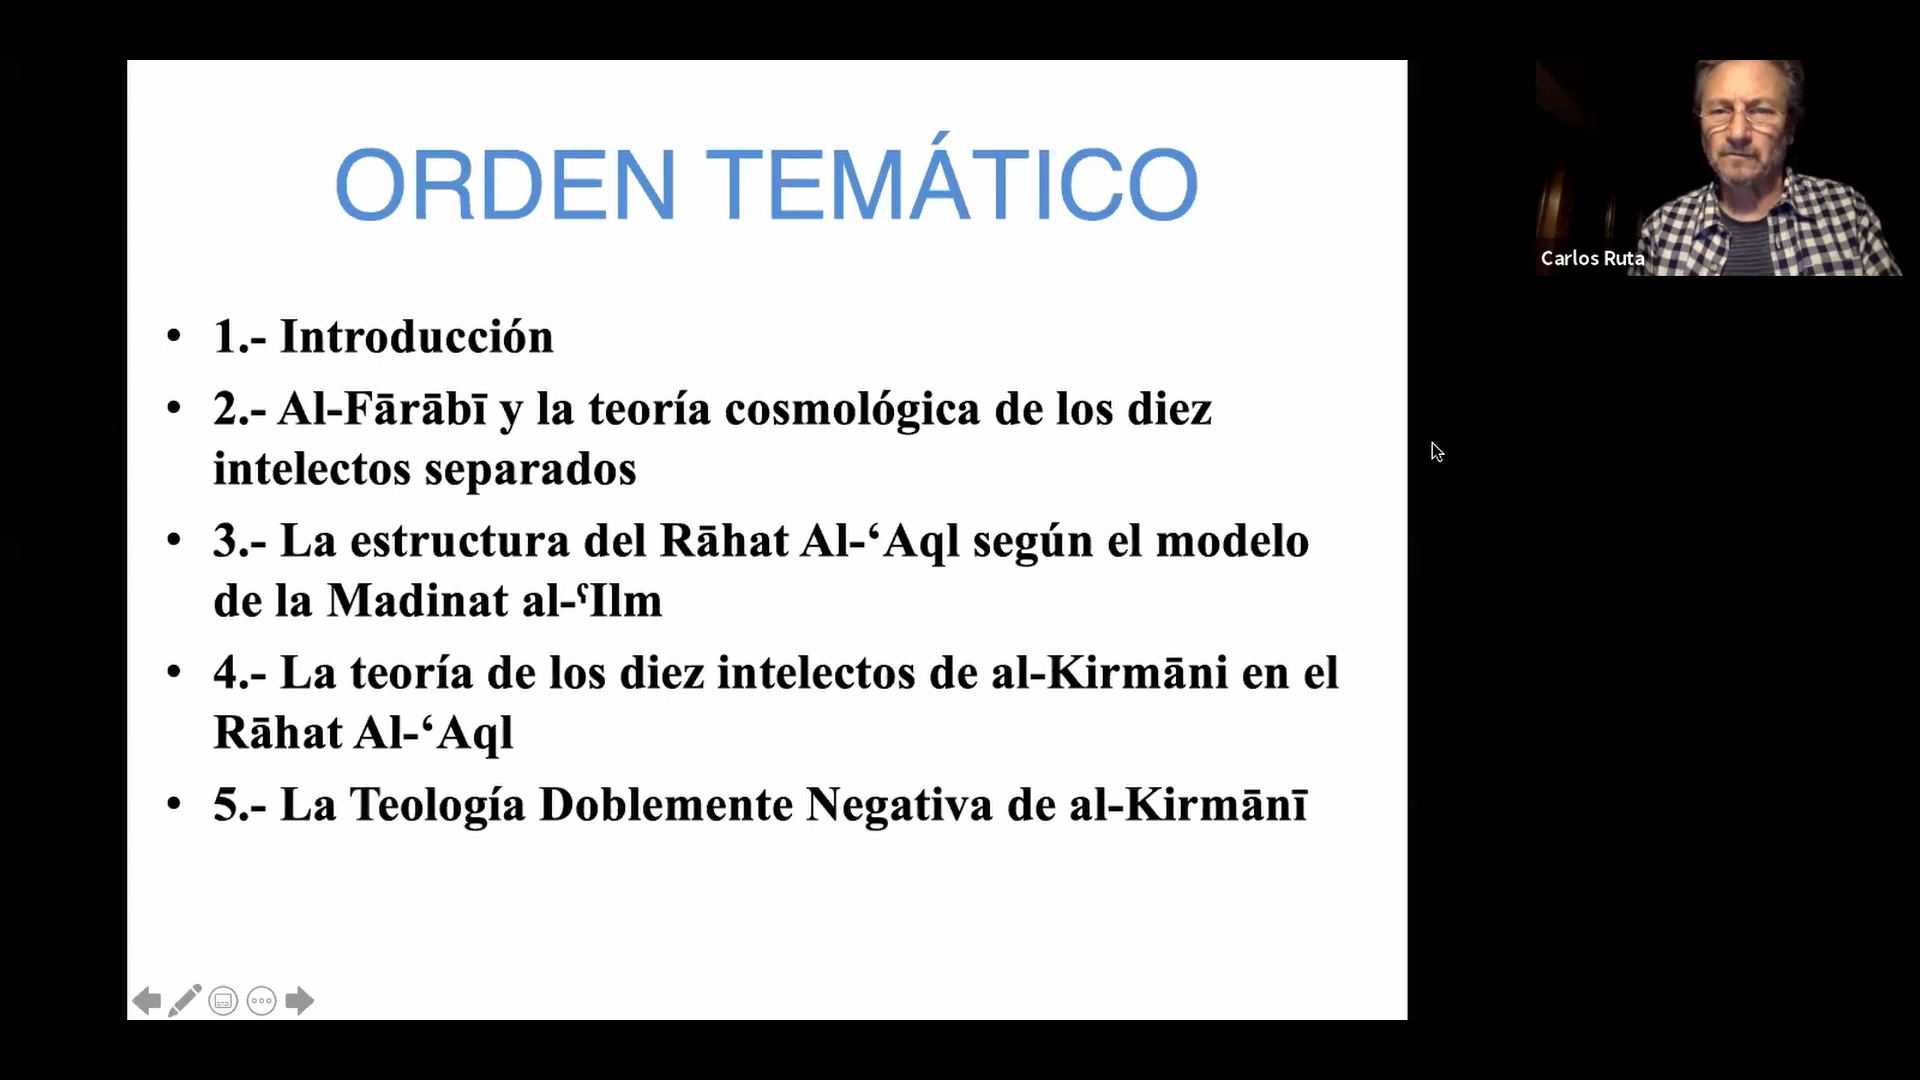 ORDEN TEMÁTICO
• 1.- Introducción
• 2.- Al-Fārābī y la teoría cosmológica de los diez
intelectos separados
• 3.- La estructura del Rāhat Al-‘Aql según el modelo
de la Madinat al-ʿIlm
• 4.- La teoría de los diez intelectos de al-Kirmāni en el
Rāhat Al-‘Aql
• 5.- La Teología Doblemente Negativa de al-Kirmānī
Carlos Ruta